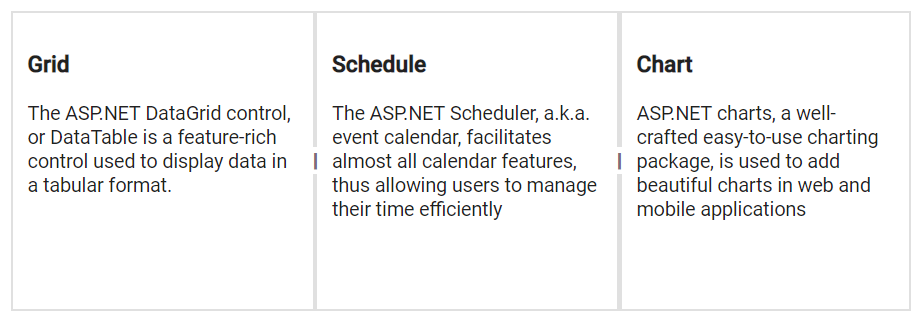 Grid
The ASP.NET DataGrid control,
or DataTable is a feature-rich
control used to display data in
a tabular format.
Schedule
The ASP.NET Scheduler, a.k.a.
event calendar, facilitates
almost all calendar features,
thus allowing users to manage
their time efficiently
Chart
ASP.NET charts, a well-
crafted easy-to-use charting
package, is used to add
beautiful charts in web and
mobile applications